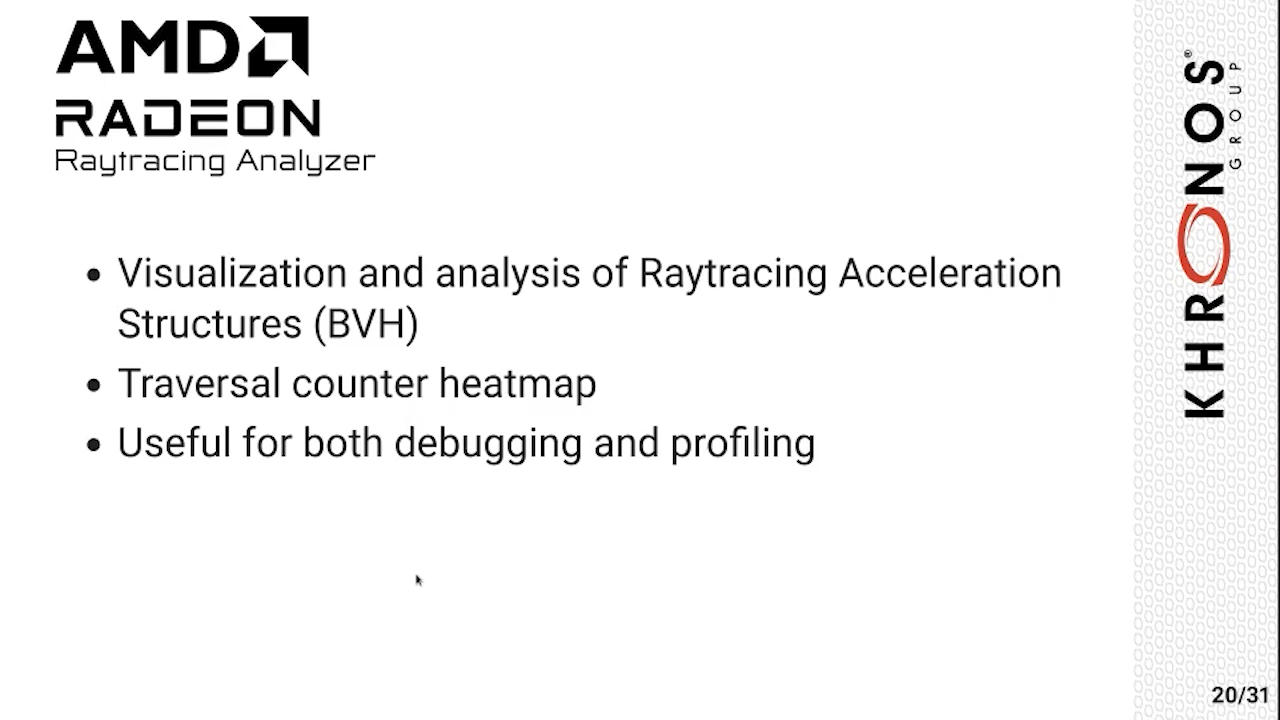 AMD
RADEON
Raytracing Analyzer
• Visualization and analysis of Raytracing Acceleration
Structures (BVH)
• Traversal counter heatmap
• Useful for both debugging and profiling
KHRONOS®
GROUP
20/31